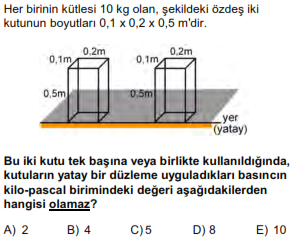 Her birinin kütlesi 10 kg olan, şekildeki özdeş iki
kutunun boyutları 0,1 x 0,2 x 0,5 m'dir.
0.2m 0.2m
0,1m 0,1m
0,5m 0.5m
yer
(yatay)
Bu iki kutu tek başına veya birlikte kullanıldığında,
kutuların yatay bir düzleme uyguladıkları basıncın
kilo-pascal birimindeki değeri aşağıdakilerden
hangisi olamaz?
A) 2 B) 4 C) 5 D) 8 E) 10